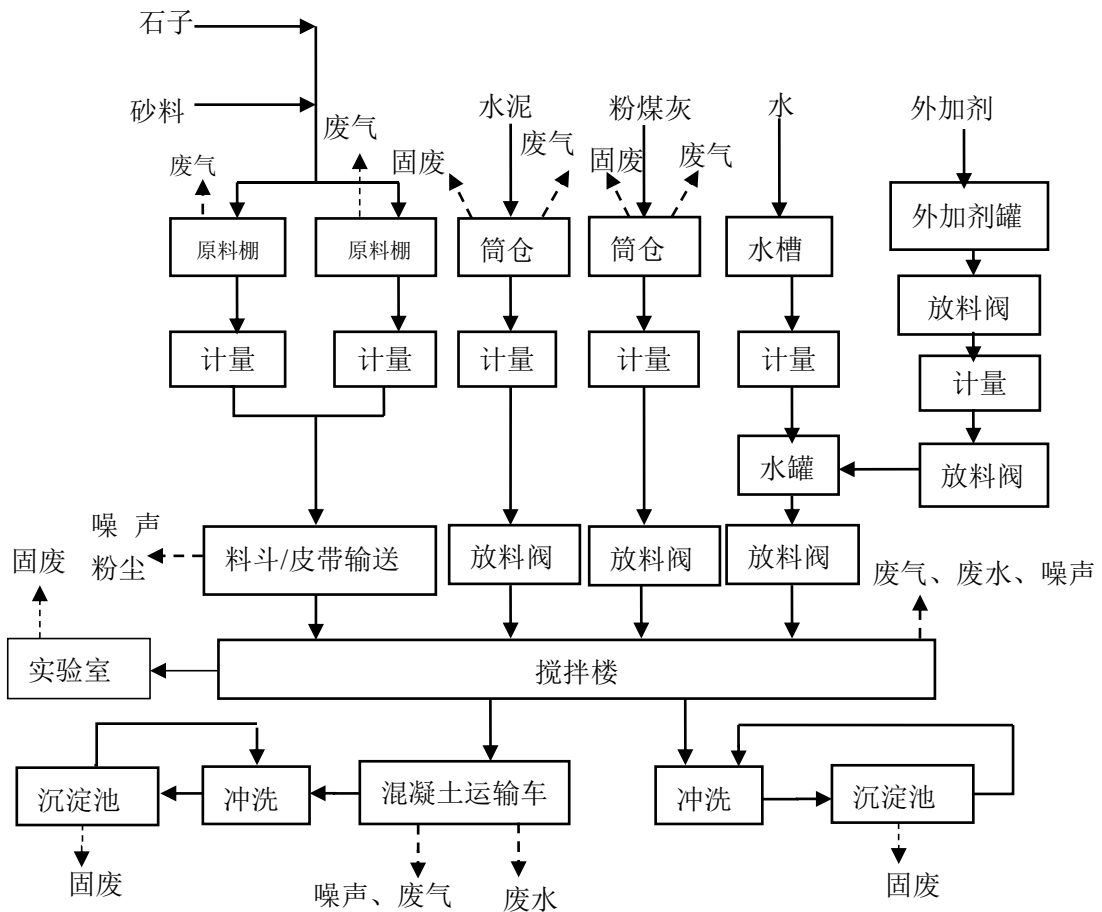 石子
砂料
水泥
粉煤灰
水
外加剂
废气
废气
固废
废气
固废
废气
原料棚
原料棚
筒仓
筒仓
水槽
外加剂罐
放料阀
计量
计量
计量
计量
计量
计量
水罐
放料阀
噪 声
粉尘
固废
料斗/皮带输送
放料阀
放料阀
放料阀
废气、废水、噪声
实验室
搅拌楼
沉淀池
冲洗
混凝土运输车
冲洗
沉淀池
固废
噪声、废气
废水
固废